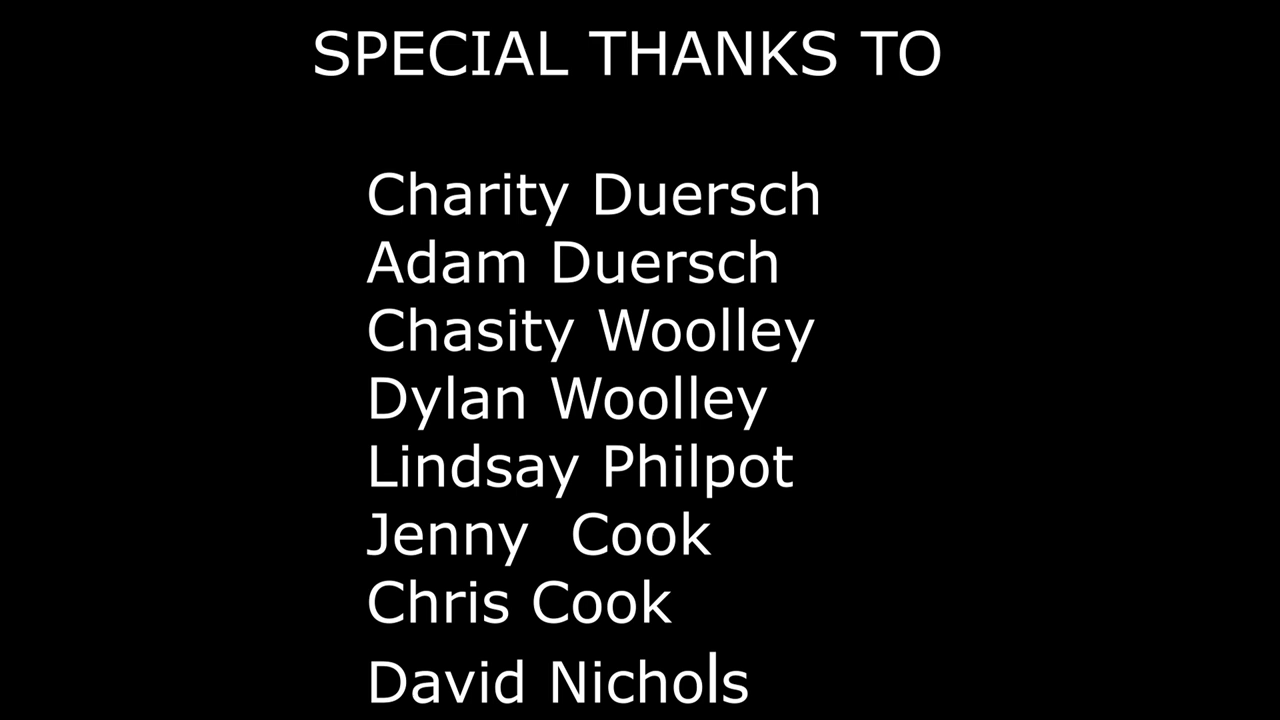 SPECIAL THANKS TO
Charity Duersch
Adam Duersch
Chasity Woolley
Dylan Woolley
Lindsay Philpot
Jenny  Cook
Chris Cook
David Nichols